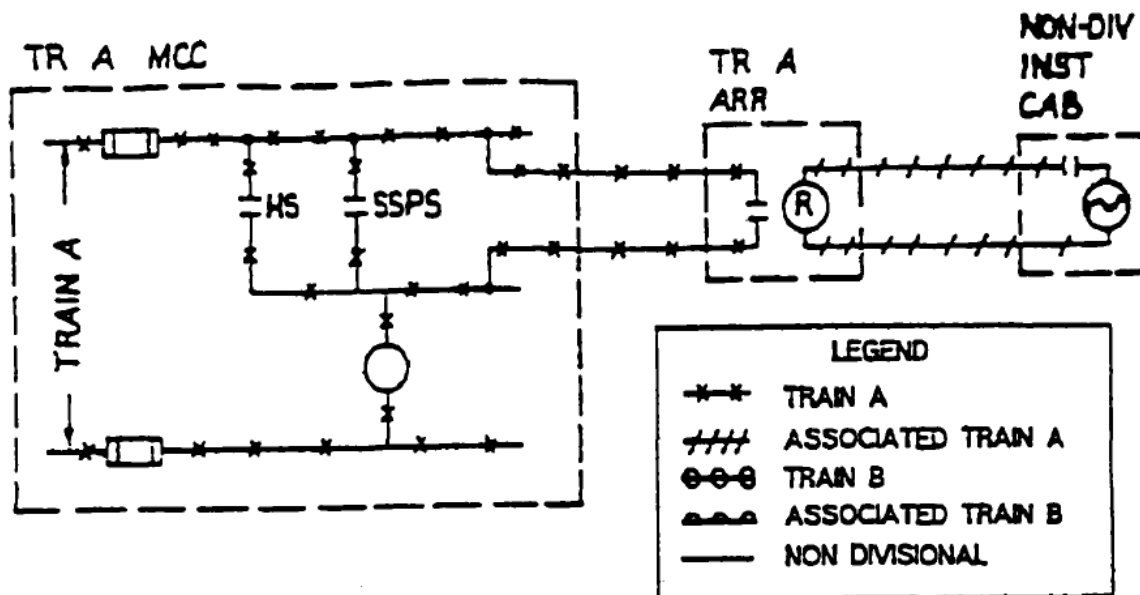 TR A MCC
TRAIN A
HS
SSPS
TR A
ARR
R
NON-DIV
INST
CAB
LEGEND
TRAIN A
ASSOCIATED TRAIN A
TRAIN B
ASSOCIATED TRAIN B
NON DIVISIONAL